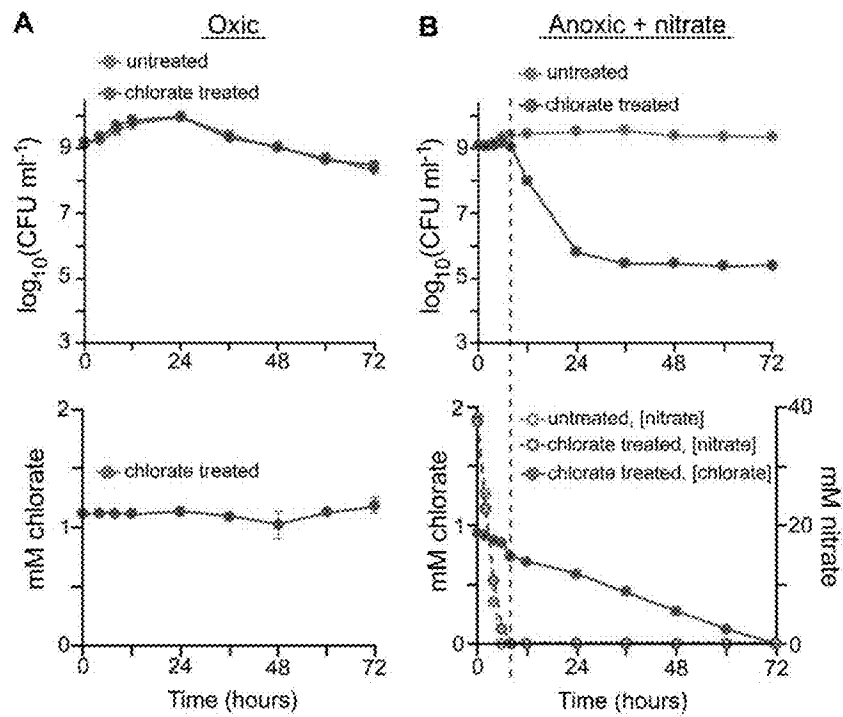 A Oxic
untreated
chlorate treated
log10(CFU ml-1)
9
7
5
3
0 24 48 72
2
chlorate treated
mM chlorate
1
0
0 24 48 72
Time (hours)
B Anoxic + nitrate
untreated
chlorate treated
log10(CFU ml-1)
9
7
5
3
0 24 48 72
2 40
untreated, [nitrate]
chlorate treated, [nitrate]
chlorate treated, [chlorate]
mM chlorate
mM nitrate
1 20
0 0
0 24 48 72
Time (hours)